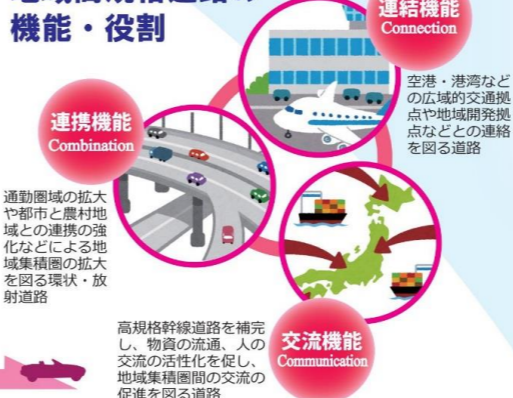 機能・役割
連結機能
Connection
空港・港湾など
の広域的交通拠
点や地域開発拠
点などとの連絡
を図る道路
連携機能
Combination
通勤圏域の拡大
や都市と農村地
域との連携の強
化などによる地
域集積圏の拡大
を図る環状・放
射道路
高規格幹線道路を補完
し、物資の流通、人の
交流の活性化を促し、
地域集積圏間の交流の
促進を図る道路
交流機能
Communication